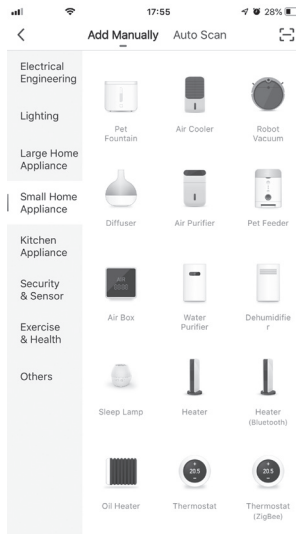 17:55
28%
Add Manually Auto Scan
Electrical
Engineering
Lighting
Large Home
Appliance
Small Home
Appliance
Kitchen
Appliance
Security
& Sensor
Exercise
& Health
Others
Pet
Fountain
Air Cooler
Robot
Vacuum
Diffuser
Air Purifier
Pet Feeder
Air Box
Water
Purifier
Dehumidifie
r
Sleep Lamp
Heater
Heater
(Bluetooth)
Oil Heater
20.5
Thermostat
20.5
Thermostat
(ZigBee)